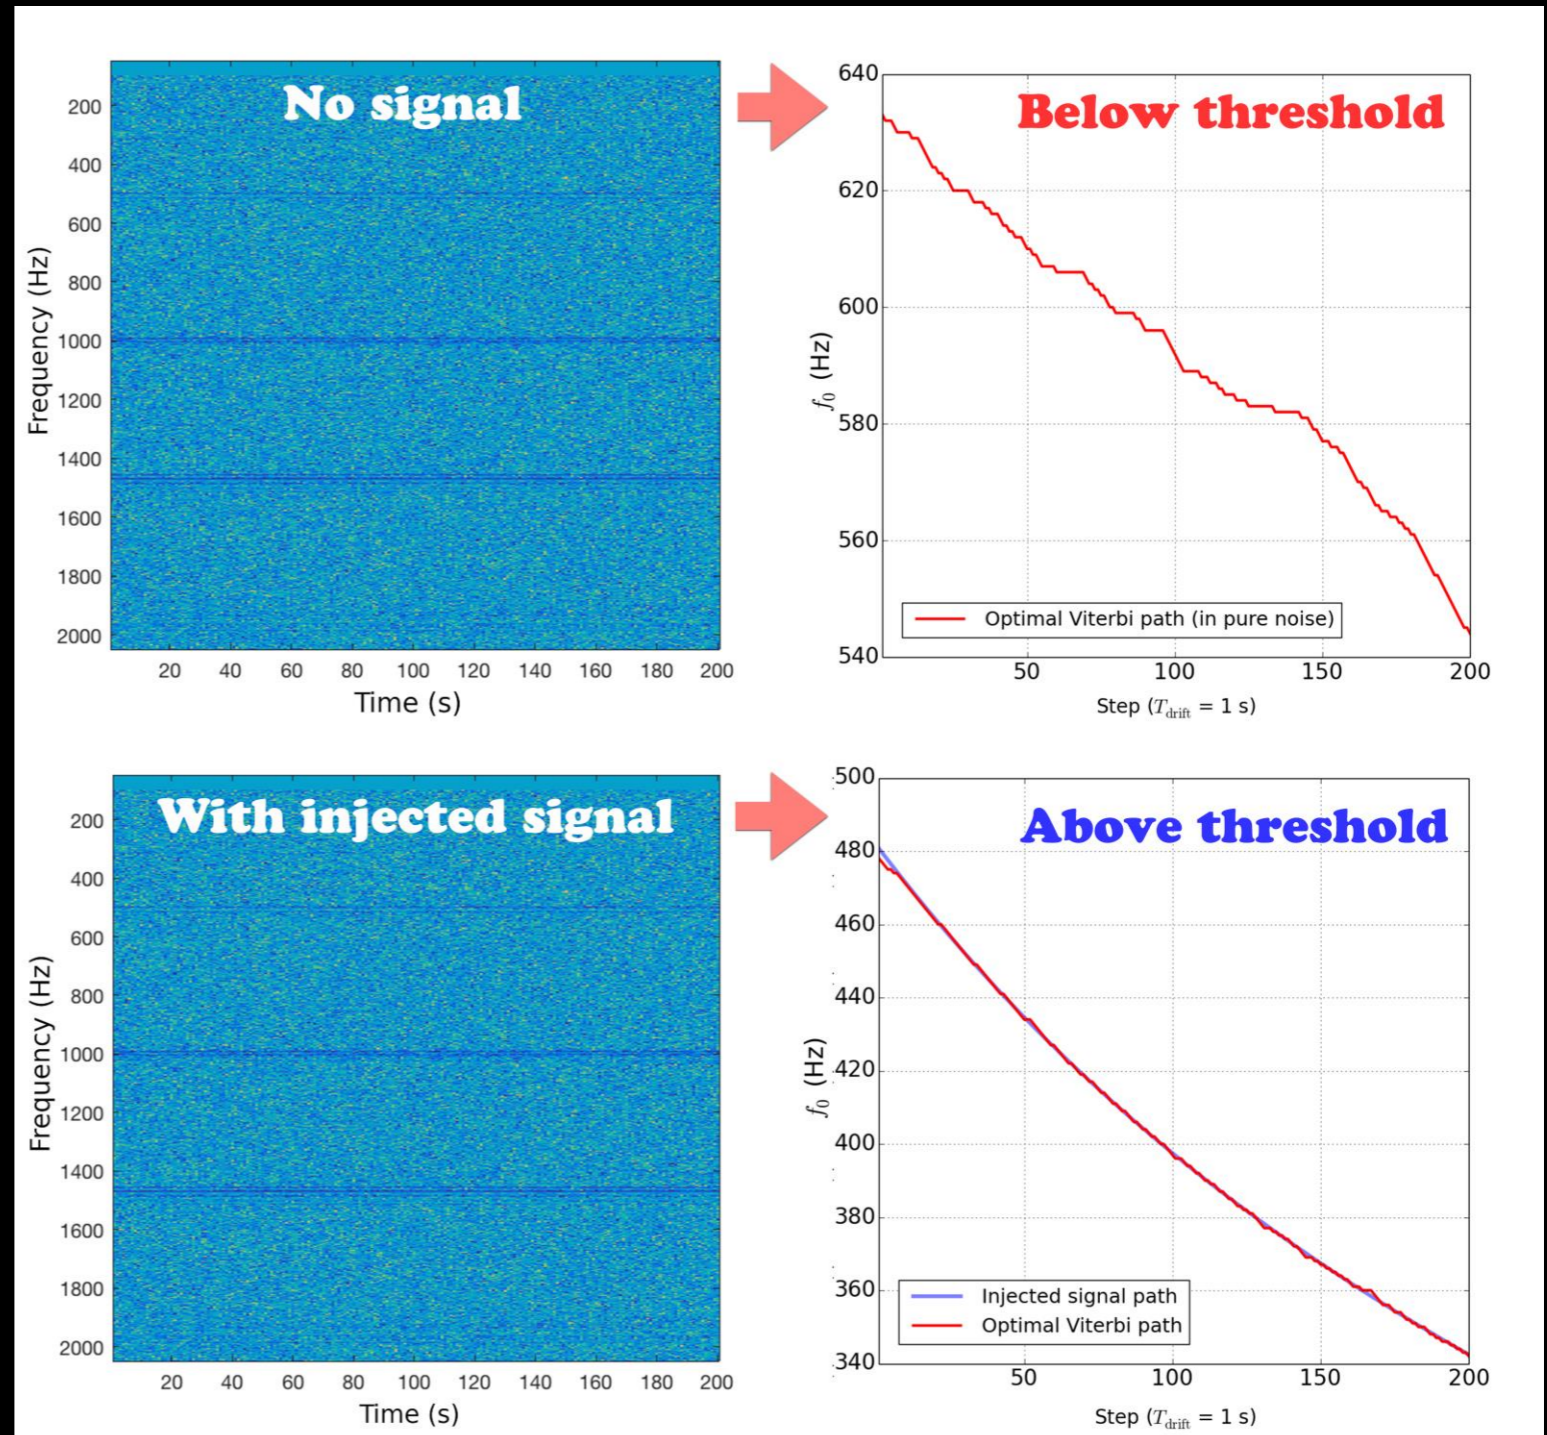 No signal
Frequency (Hz)
200
400
600
800
1000
1200
1400
1600
1800
2000
20 40 60 80 100 120 140 160 180 200
Time (s)
Below threshold
f0 (Hz)
640
620
600
580
560
540
Optimal Viterbi path (in pure noise)
50 100 150 200
Step (Tdrift = 1 s)
With injected signal
Frequency (Hz)
200
400
600
800
1000
1200
1400
1600
1800
2000
20 40 60 80 100 120 140 160 180 200
Time (s)
Above threshold
f0 (Hz)
500
480
460
440
420
400
380
360
340
Injected signal path
Optimal Viterbi path
50 100 150 200
Step (Tdrift = 1 s)